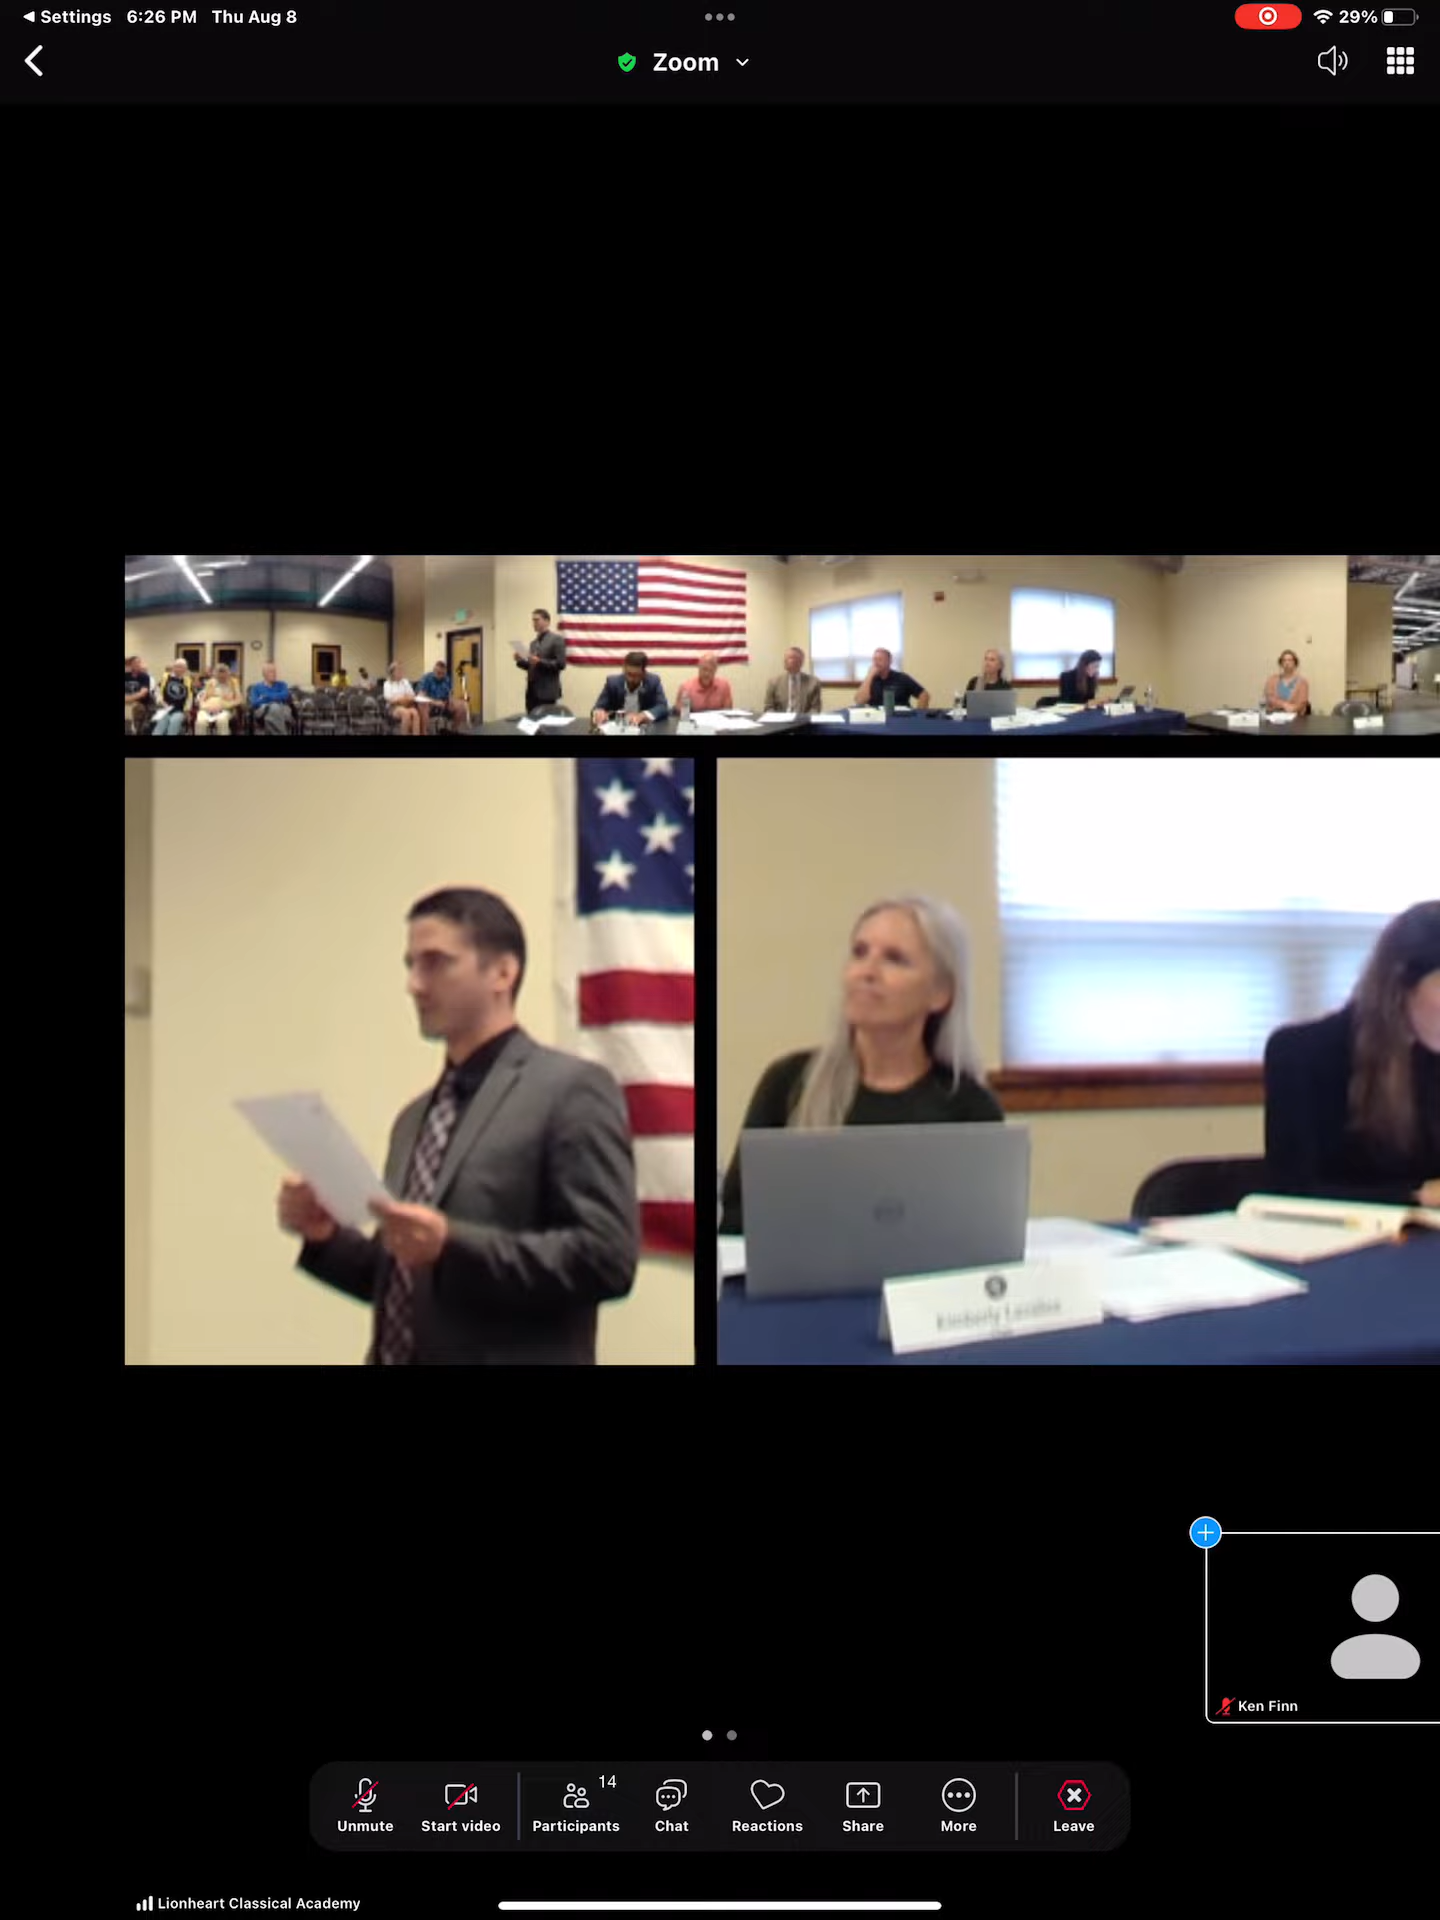 Settings 6:26 PM Thu Aug 8
29%
Zoom
Kimberly
Ken Finn
14
Unmute Start video Participants Chat Reactions Share More Leave
Lionheart Classical Academy